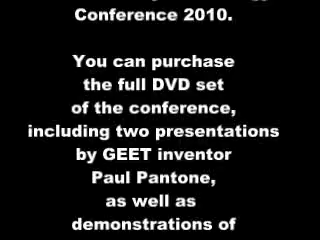 Conference 2010.
You can purchase
the full DVD set
of the conference,
including two presentations
by GEET inventor
Paul Pantone,
as well as
demonstrations of